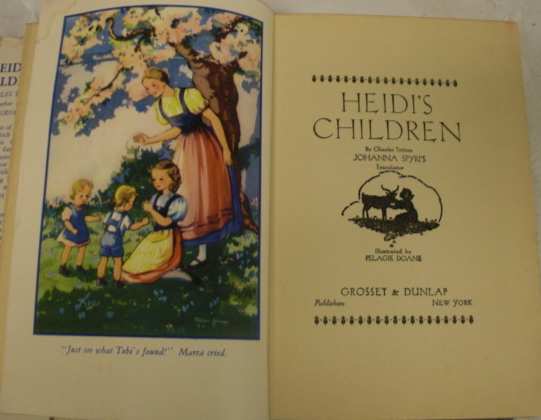 "Just see what Tobi's found!" Marta cried.
HEIDI'S
CHILDREN
By Charles Tritten
JOHANNA SPYRI'S
Translator
Illustrated by
PELAGIE DOANE
GROSSET & DUNLAP
Publishers NEW YORK